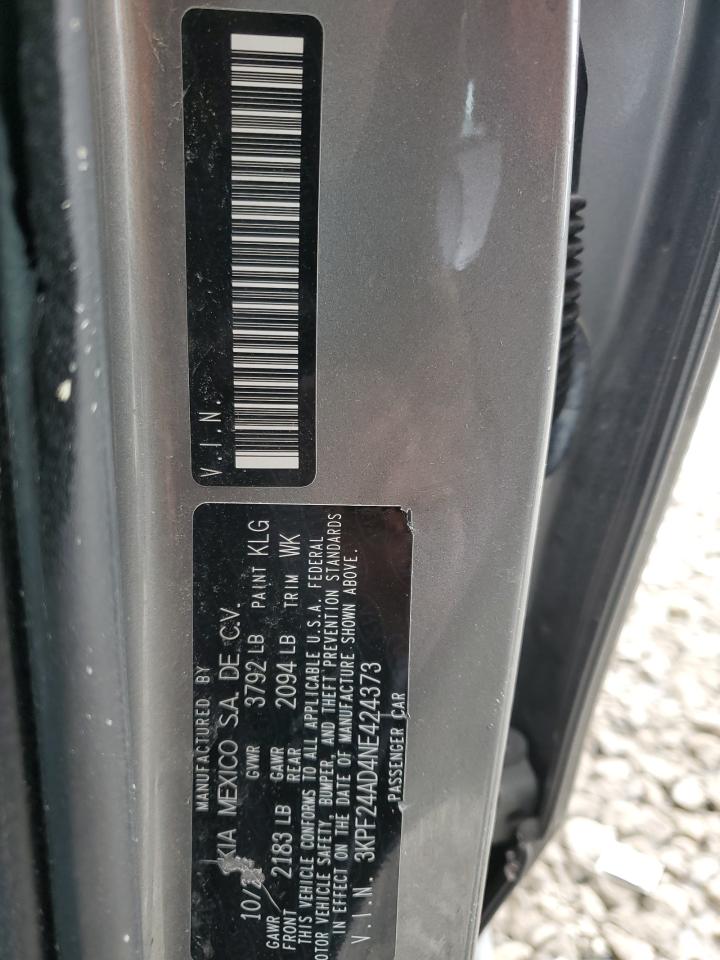 V.I.N.
MANUFACTURED BY
KIA MEXICO S.A. DE C.V.
GVWR 3792 LB PAINT KLG
GAWR FRONT 2183 LB GAWR REAR 2094 LB TRIM WK
THIS VEHICLE CONFORMS TO ALL APPLICABLE U.S.A. FEDERAL
MOTOR VEHICLE SAFETY, BUMPER, AND THEFT PREVENTION STANDARDS
IN EFFECT ON THE DATE OF MANUFACTURE SHOWN ABOVE.
V.I.N. 3KPF24AD4NE424373
PASSENGER CAR